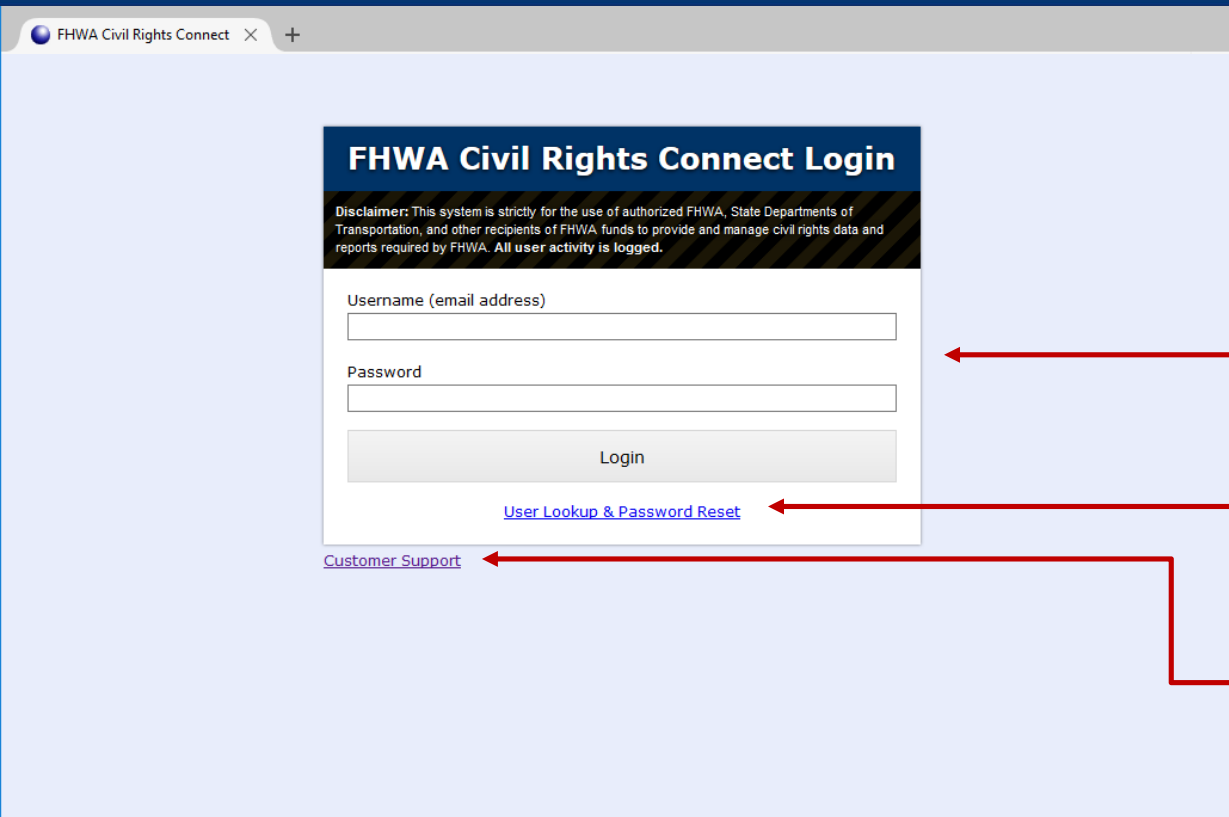 FHWA Civil Rights Connect
FHWA Civil Rights Connect Login
Disclaimer: This system is strictly for the use of authorized FHWA, State Departments of
Transportation, and other recipients of FHWA funds to provide and manage civil rights data and
reports required by FHWA. All user activity is logged.
Username (email address)
Password
Login
User Lookup & Password Reset
Customer Support